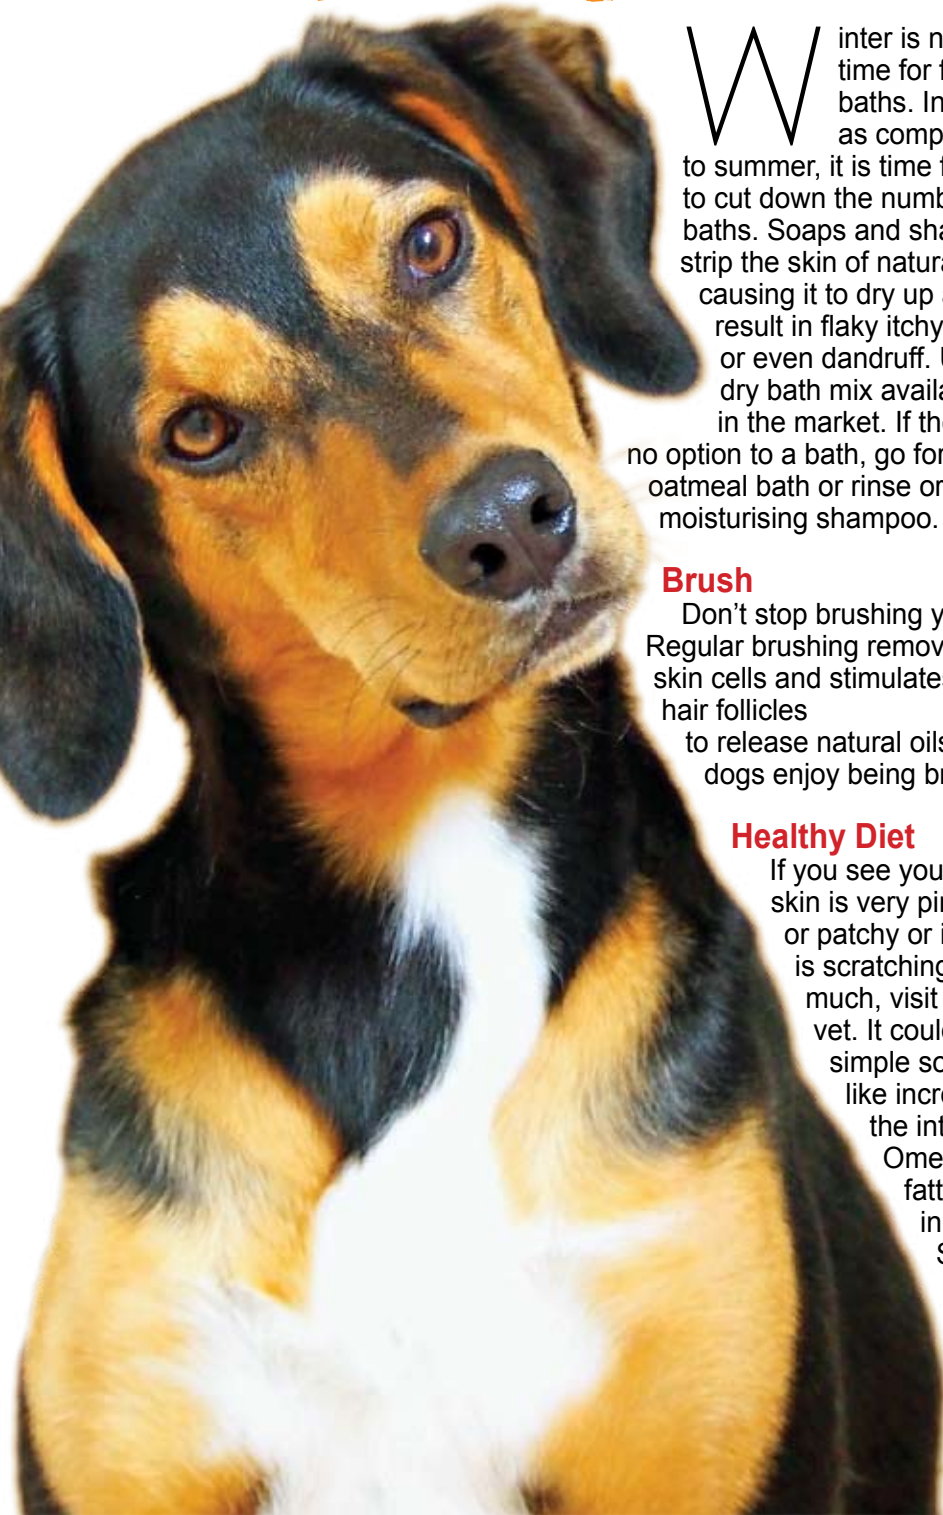 Winter is n
time for f
baths. In
as comp
to summer, it is time f
to cut down the numb
baths. Soaps and sha
strip the skin of natura
causing it to dry up
result in flaky itchy
or even dandruff. U
dry bath mix availa
in the market. If the
no option to a bath, go for
oatmeal bath or rinse or
moisturising shampoo.
Brush
Don’t stop brushing y
Regular brushing remov
skin cells and stimulates
hair follicles
to release natural oils
dogs enjoy being br
Healthy Diet
If you see you
skin is very pin
or patchy or i
is scratching
much, visit
vet. It could
simple so
like incre
the int
Ome
fatt
in
S